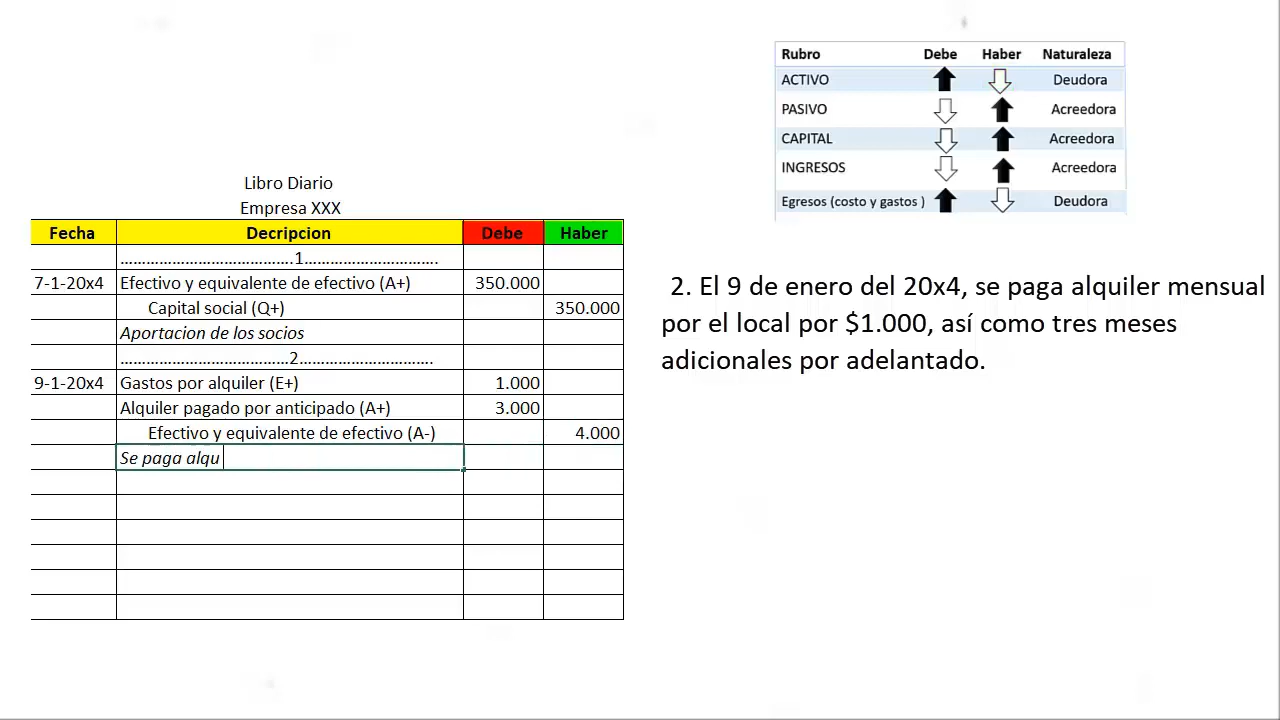 Rubro Debe Haber Naturaleza
ACTIVO Deudora
PASIVO Acreedora
CAPITAL Acreedora
INGRESOS Acreedora
Egresos (costo y gastos ) Deudora
Libro Diario
Empresa XXX
Fecha Decripcion Debe Haber
……………………………………1…………………………
7-1-20x4 Efectivo y equivalente de efectivo (A+) 350.000
Capital social (Q+) 350.000
Aportacion de los socios
……………………………………2…………………………
9-1-20x4 Gastos por alquiler (E+) 1.000
Alquiler pagado por anticipado (A+) 3.000
Efectivo y equivalente de efectivo (A-) 4.000
Se paga alqu
2. El 9 de enero del 20x4, se paga alquiler mensual
por el local por $1.000, así como tres meses
adicionales por adelantado.